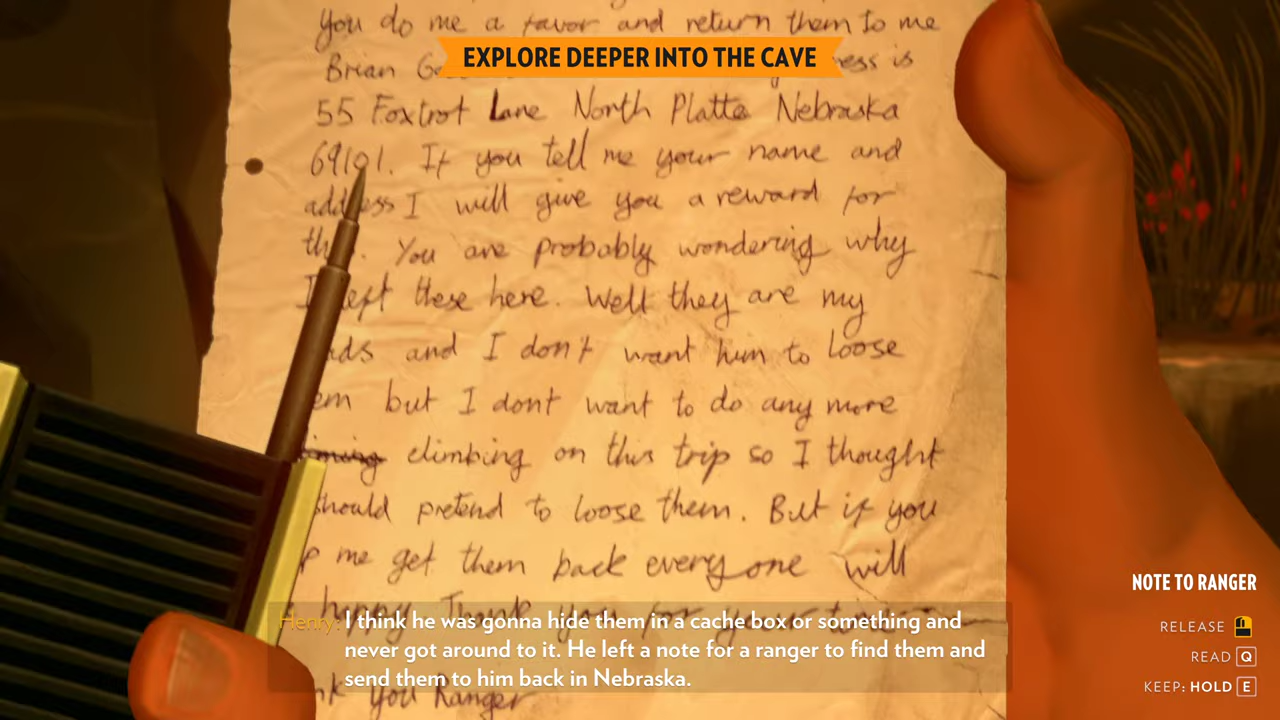 you do me a favor and return them to me
EXPLORE DEEPER INTO THE CAVE
Brian is
55 Foxtrot Lane North Platte Nebraska
69101. If you tell me your name and
address I will give you a reward for
You are probably wondering why
I left these here. Well they are my
and I don't want him to loose
but I dont want to do any more
climbing on this trip so I thought
should pretend to loose them. But if you
me get them back everyone will
happy Thank you for your
Henry: I think he was gonna hide them in a cache box or something and
never got around to it. He left a note for a ranger to find them and
send them to him back in Nebraska.
you Ranger
NOTE TO RANGER
RELEASE
READ Q
KEEP: HOLD E